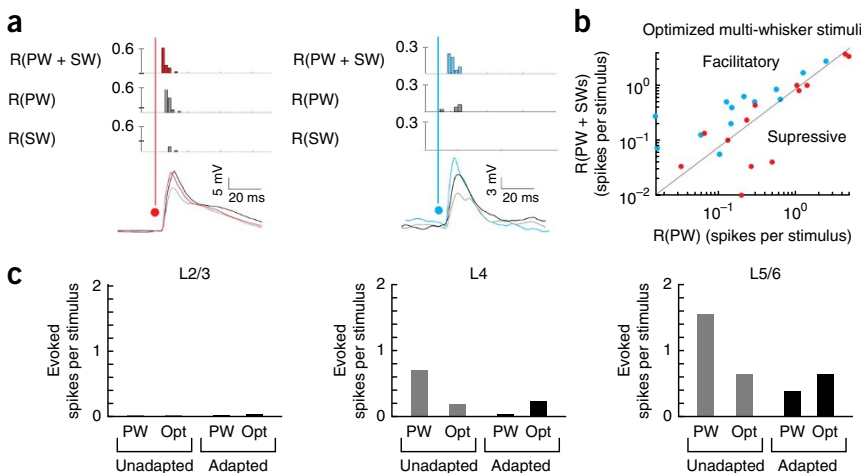 a
R(PW + SW)
0.6
R(PW)
0.6
R(SW)
0.6
5 mV
20 ms
R(PW + SW)
0.3
R(PW)
0.3
R(SW)
0.3
3 mV
20 ms
b
Optimized multi-whisker stimuli
Facilitatory
Supressive
R(PW + SWs)
(spikes per stimulus)
10⁰
10⁻¹
10⁻²
10⁻¹
10⁰
R(PW) (spikes per stimulus)
c
L2/3
Evoked
spikes per stimulus
2
1
0
PW Opt PW Opt
Unadapted Adapted
L4
Evoked
spikes per stimulus
2
1
0
PW Opt PW Opt
Unadapted Adapted
L5/6
Evoked
spikes per stimulus
2
1
0
PW Opt PW Opt
Unadapted Adapted